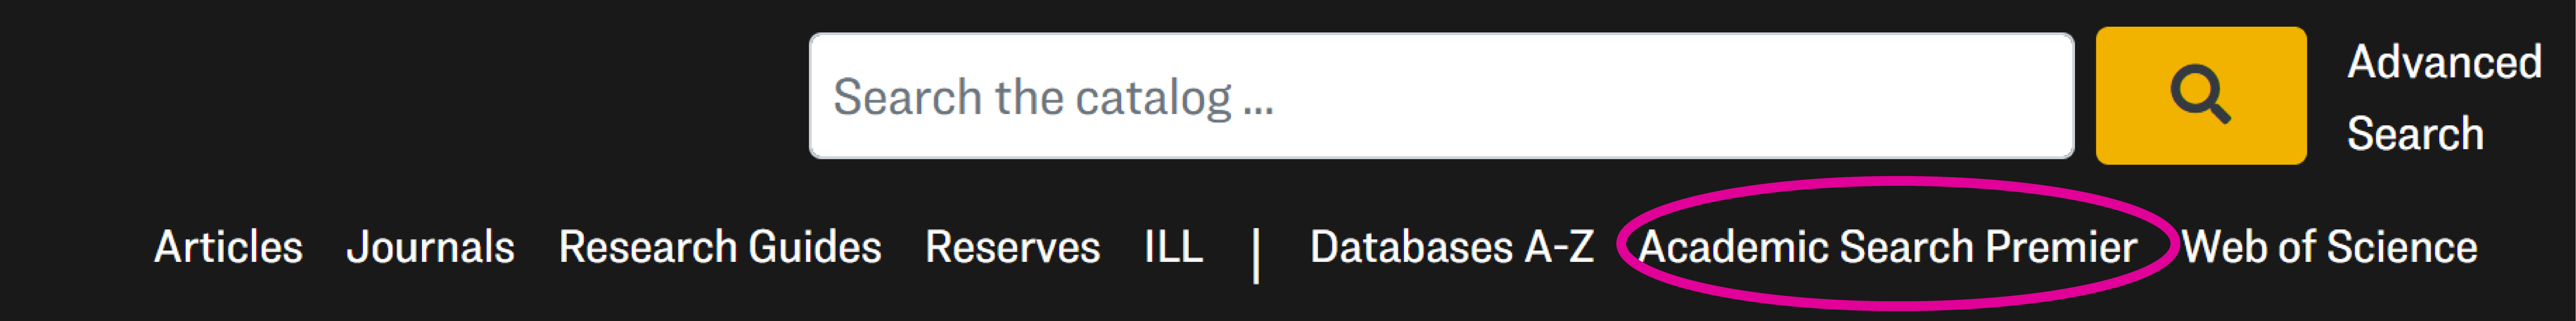 Search the catalog ...
Advanced
Search
Articles Journals Research Guides Reserves ILL | Databases A-Z Academic Search Premier Web of Science